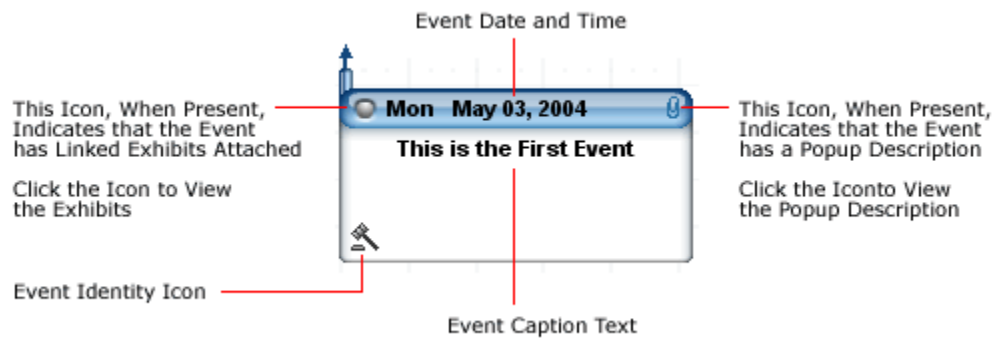 Event Date and Time
This Icon, When Present,
Indicates that the Event
has Linked Exhibits Attached
Click the Icon to View
the Exhibits
Mon May 03, 2004
This is the First Event
This Icon, When Present,
Indicates that the Event
has a Popup Description
Click the Iconto View
the Popup Description
Event Identity Icon
Event Caption Text